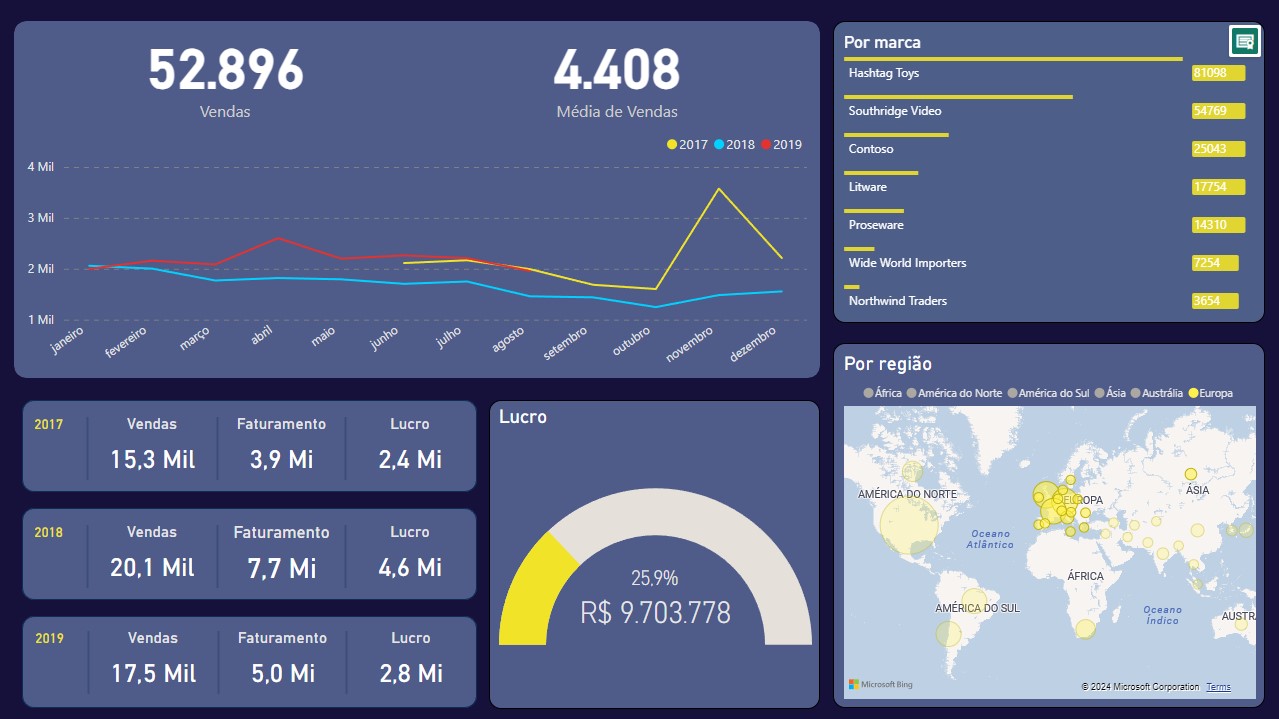 52.896
Vendas
4.408
Média de Vendas
2017 2018 2019
4 Mil
3 Mil
2 Mil
1 Mil
janeiro fevereiro março abril maio junho julho agosto setembro outubro novembro dezembro
Por marca
Hashtag Toys 81098
Southridge Video 54769
Contoso 25043
Litware 17754
Proseware 14310
Wide World Importers 7254
Northwind Traders 3654
2017
Vendas Faturamento Lucro
15,3 Mil 3,9 Mi 2,4 Mi
2018
Vendas Faturamento Lucro
20,1 Mil 7,7 Mi 4,6 Mi
2019
Vendas Faturamento Lucro
17,5 Mil 5,0 Mi 2,8 Mi
Lucro
25,9%
R$ 9.703.778
Por região
África América do Norte América do Sul Ásia Austrália Europa
AMÉRICA DO NORTE
EUROPA
ÁSIA
Oceano
Atlântico
ÁFRICA
AMÉRICA DO SUL
Oceano
Índico
AUSTRA
Microsoft Bing
© 2024 Microsoft Corporation Terms